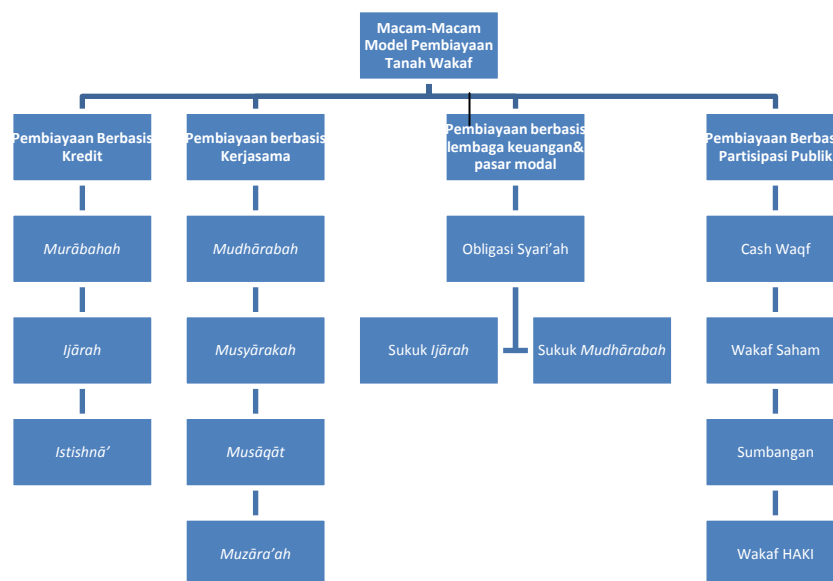 Macam-Macam
Model Pembiayaan
Tanah Wakaf
Pembiayaan Berbasis
Kredit
Murābahah
Ijārah
Istishnā’
Pembiayaan berbasis
Kerjasama
Mudhārabah
Musyārakah
Musāqāt
Muzāra’ah
Pembiayaan berbasis
lembaga keuangan&
pasar modal
Obligasi Syari’ah
Sukuk Ijārah
Sukuk Mudhārabah
Pembiayaan Berbas
Partisipasi Publik
Cash Waqf
Wakaf Saham
Sumbangan
Wakaf HAKI